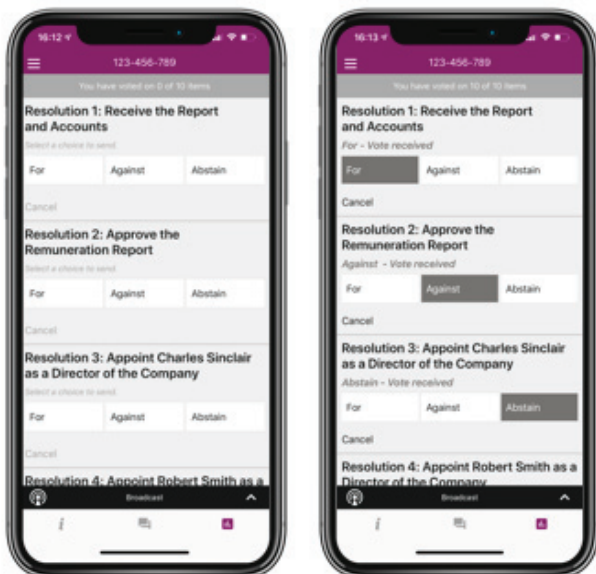 16:12
123-456-789
You have voted on 0 of 10 items
Resolution 1: Receive the Report
and Accounts
Select a choice to send
For Against Abstain
Cancel
Resolution 2: Approve the
Remuneration Report
Select a choice to send
For Against Abstain
Cancel
Resolution 3: Appoint Charles Sinclair
as a Director of the Company
Select a choice to send
For Against Abstain
Cancel
Resolution 4: Appoint Robert Smith as a
Broadcast
i
16:13
123-456-789
You have voted on 10 of 10 items
Resolution 1: Receive the Report
and Accounts
For - Vote received
For Against Abstain
Cancel
Resolution 2: Approve the
Remuneration Report
Against - Vote received
For Against Abstain
Cancel
Resolution 3: Appoint Charles Sinclair
as a Director of the Company
Abstain - Vote received
For Against Abstain
Cancel
Resolution 4: Appoint Robert Smith as a
Director of the Company
Broadcast
i